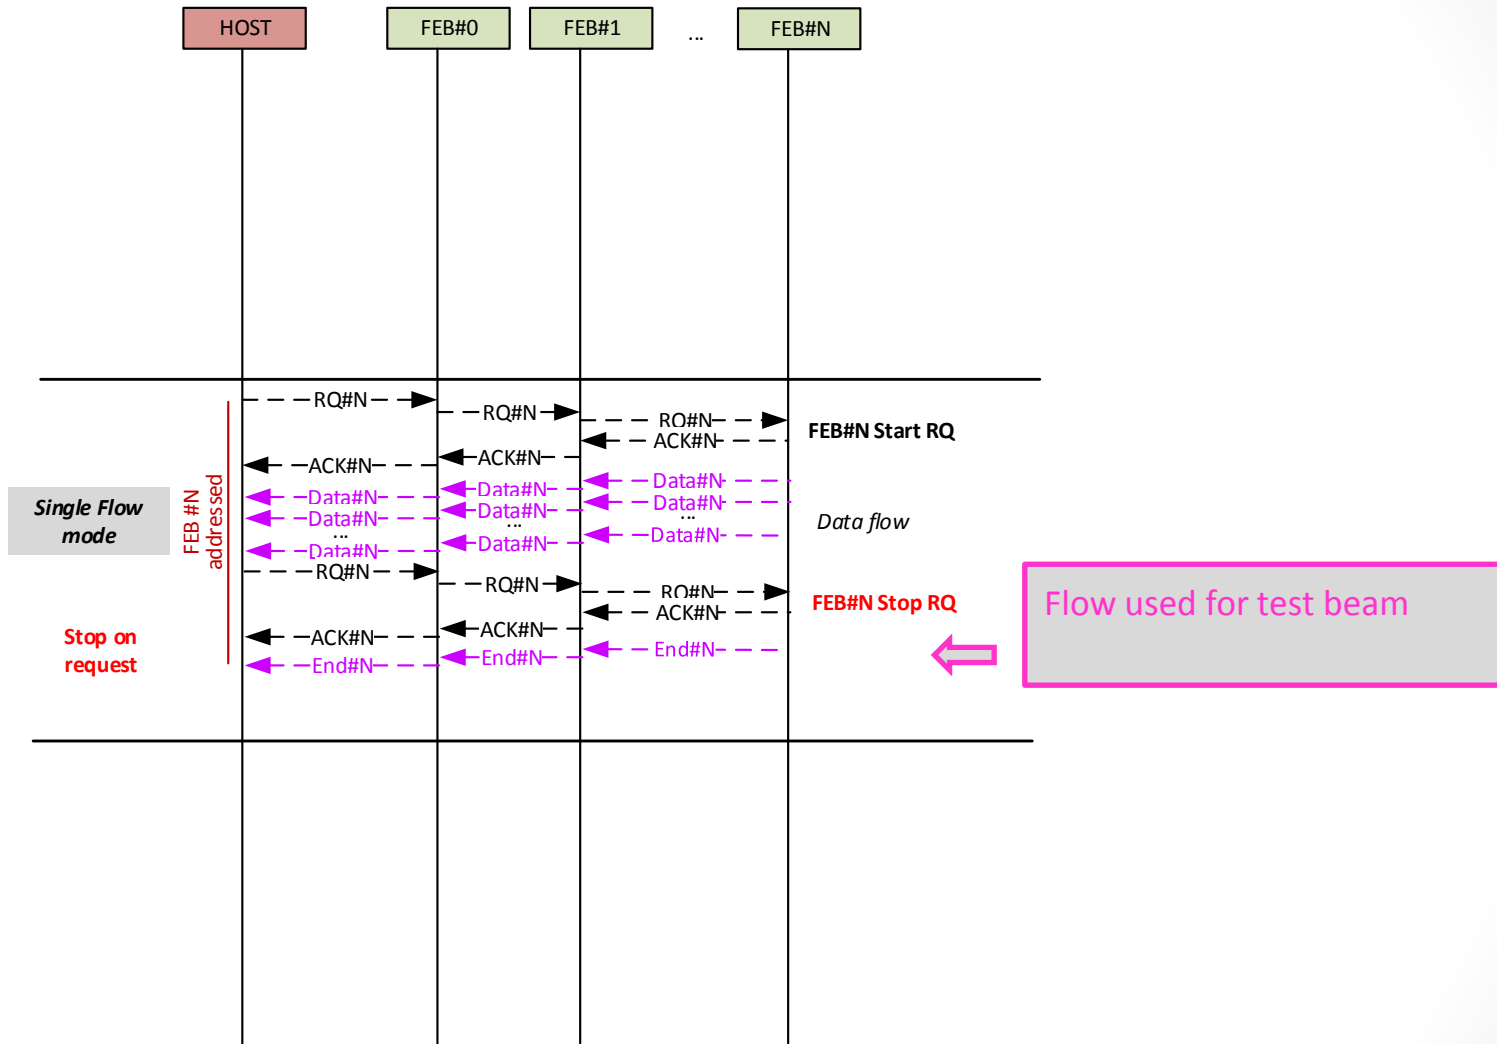 HOST
FEB#0
FEB#1
...
FEB#N
RQ#N
RQ#N
RQ#N
FEB#N Start RQ
ACK#N
ACK#N
ACK#N
Data#N
Data#N
Data#N
Data#N
Data#N
Data#N
...
...
...
Data#N
Data#N
Data#N
Data flow
Single Flow
mode
FEB #N
addressed
RQ#N
RQ#N
RQ#N
FEB#N Stop RQ
ACK#N
ACK#N
ACK#N
End#N
End#N
End#N
Stop on
request
Flow used for test beam